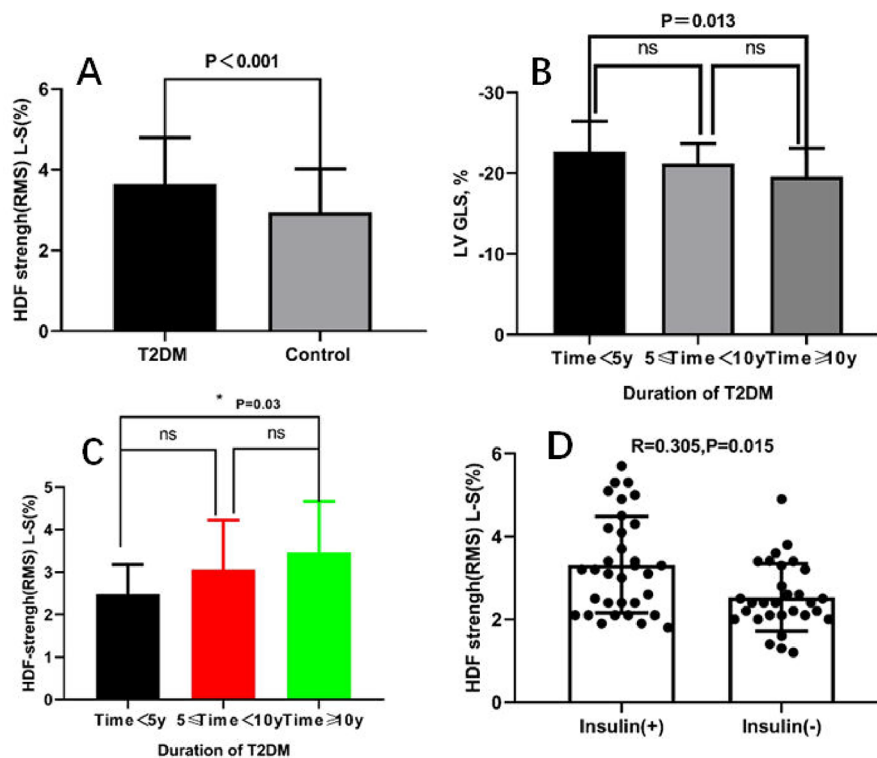 A
P<0.001
HDF strengh(RMS) L-S(%)
6
4
2
0
T2DM
Control
B
P=0.013
ns
ns
LV GLS, %
-30
-20
-10
0
Time<5y
5≤Time<10y
Time≥10y
Duration of T2DM
C
*
P=0.03
ns
ns
HDF-strengh(RMS) L-S(%)
5
4
3
2
1
0
Time<5y
5≤Time<10y
Time≥10y
Duration of T2DM
D
R=0.305,P=0.015
HDF strengh(RMS) L-S(%)
6
4
2
0
Insulin(+)
Insulin(-)